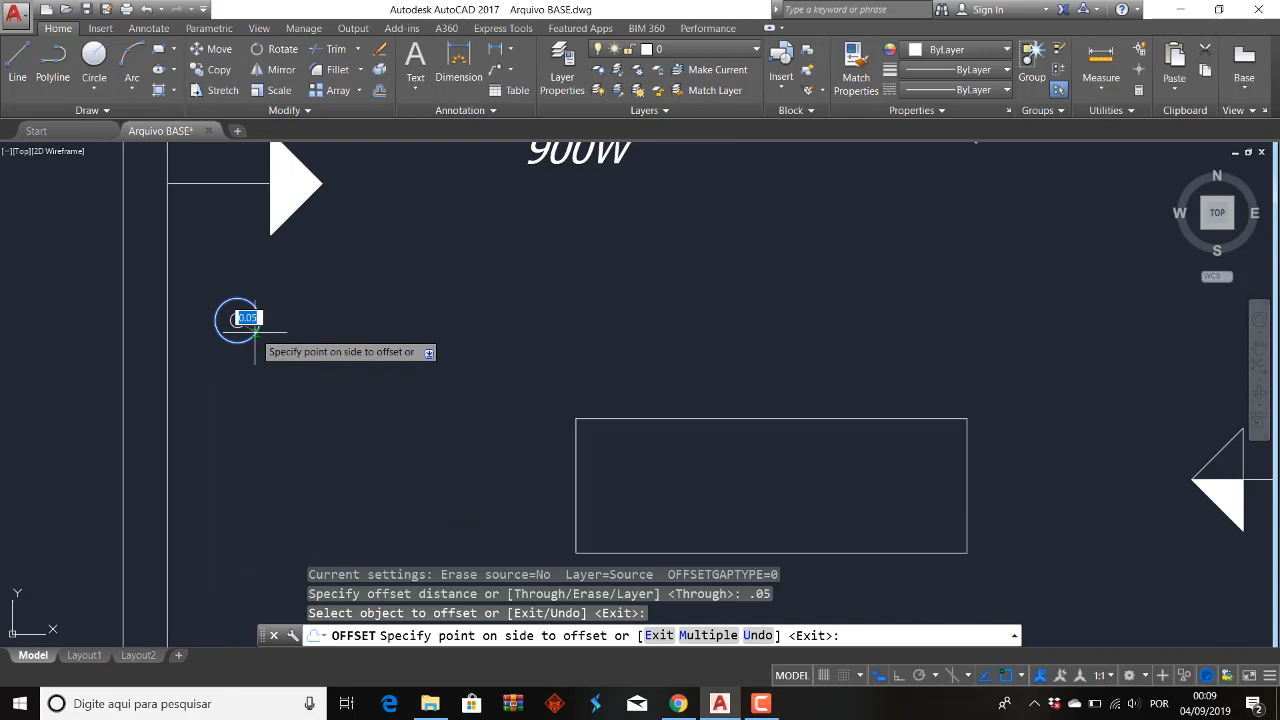 Autodesk AutoCAD 2017   Arquivo BASE.dwg
Type a keyword or phrase
Sign In
Home Insert Annotate Parametric View Manage Output Add-ins A360 Express Tools Featured Apps BIM 360 Performance
Line Polyline Circle Arc
Move Rotate Trim
Copy Mirror Fillet
Stretch Scale Array
Text Dimension Table
Layer Properties
0
Make Current
Match Layer
Insert
Match Properties
ByLayer
ByLayer
ByLayer
Group Measure Paste Base
Draw Modify Annotation Layers Block Properties Groups Utilities Clipboard View
Start Arquivo BASE*
[−][Top][2D Wireframe]
900W
N
W TOP E
S
WCS
0.05
Specify point on side to offset or
Current settings: Erase source=No  Layer=Source  OFFSETGAPTYPE=0
Specify offset distance or [Through/Erase/Layer] <Through>: .05
Select object to offset or [Exit/Undo] <Exit>:
OFFSET Specify point on side to offset or [Exit Multiple Undo] <Exit>:
Y
X
Model Layout1 Layout2
MODEL 1:1
Digite aqui para pesquisar
POR
00:09
04/09/2019